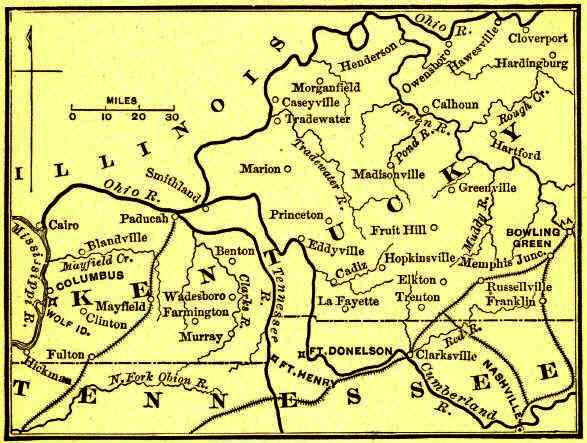 Ohio R.
Cloverport
Hawesville
Henderson
Owensboro
Hardingburg
ILLINOIS
MILES
0 10 20 30
Morganfield
Caseyville
Tradewater
Calhoun
Green R.
Rough Cr.
Hartford
Pond R.
Tradewater R.
Marion
Madisonville
Greenville
KENTUCKY
Smithland
Ohio R.
Paducah
Princeton
Fruit Hill
Muddy R.
BOWLING
GREEN
Cairo
Mississippi R.
Blandville
Mayfield Cr.
COLUMBUS
WOLF ID.
Benton
Eddyville
Cadiz
Hopkinsville
Memphis Junc.
Elkton
Russellville
Franklin
Trenton
La Fayette
Mayfield
Clinton
Wadesboro
Farmington
Murray
Clarks R.
Tennessee R.
Hickman
Fulton
FT. DONELSON
FT. HENRY
Clarksville
Red R.
N. Fork Obion R.
Cumberland R.
NASHVILLE
TENNESSEE